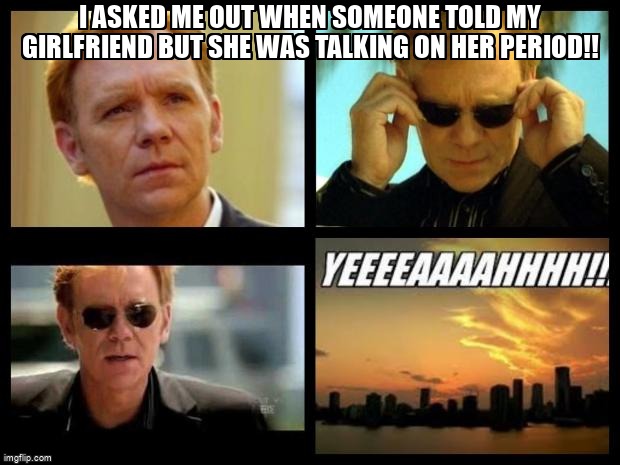 I ASKED ME OUT WHEN SOMEONE TOLD MY
GIRLFRIEND BUT SHE WAS TALKING ON HER PERIOD!!
YEEEEAAAAHHHH!!
imgflip.com